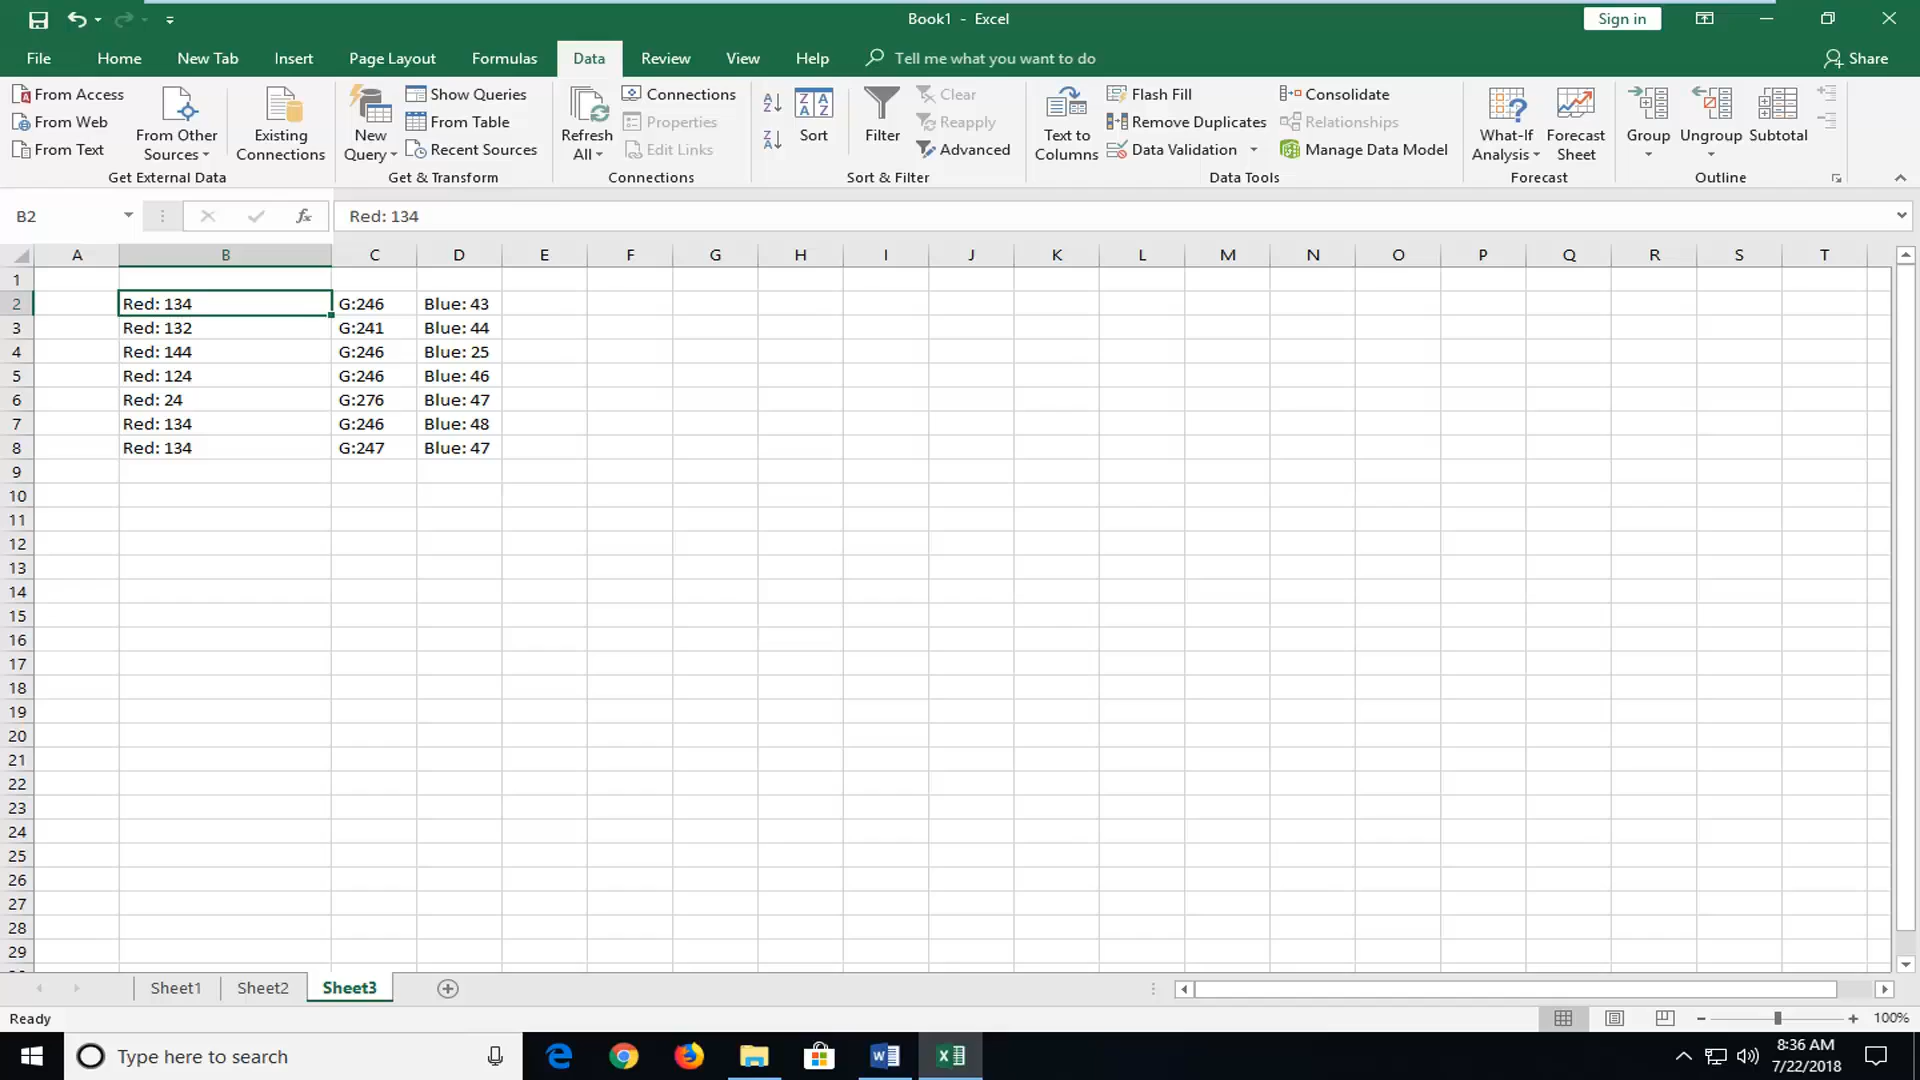 Book1 - Excel
Sign in
File Home New Tab Insert Page Layout Formulas Data Review View Help Tell me what you want to do Share
From Access
From Web
From Text
From Other Sources
Existing Connections
Get External Data
New Query
Show Queries
From Table
Recent Sources
Get & Transform
Refresh All
Connections
Properties
Edit Links
Connections
Sort
Filter
Clear
Reapply
Advanced
Sort & Filter
Text to Columns
Flash Fill
Remove Duplicates
Data Validation
Consolidate
Relationships
Manage Data Model
Data Tools
What-If Analysis
Forecast Sheet
Forecast
Group
Ungroup
Subtotal
Outline
B2 fx Red: 134
A B C D E F G H I J K L M N O P Q R S T
1
2 Red: 134 G:246 Blue: 43
3 Red: 132 G:241 Blue: 44
4 Red: 144 G:246 Blue: 25
5 Red: 124 G:246 Blue: 46
6 Red: 24 G:276 Blue: 47
7 Red: 134 G:246 Blue: 48
8 Red: 134 G:247 Blue: 47
9
10
11
12
13
14
15
16
17
18
19
20
21
22
23
24
25
26
27
28
29
Sheet1 Sheet2 Sheet3
Ready 100%
Type here to search
8:36 AM
7/22/2018